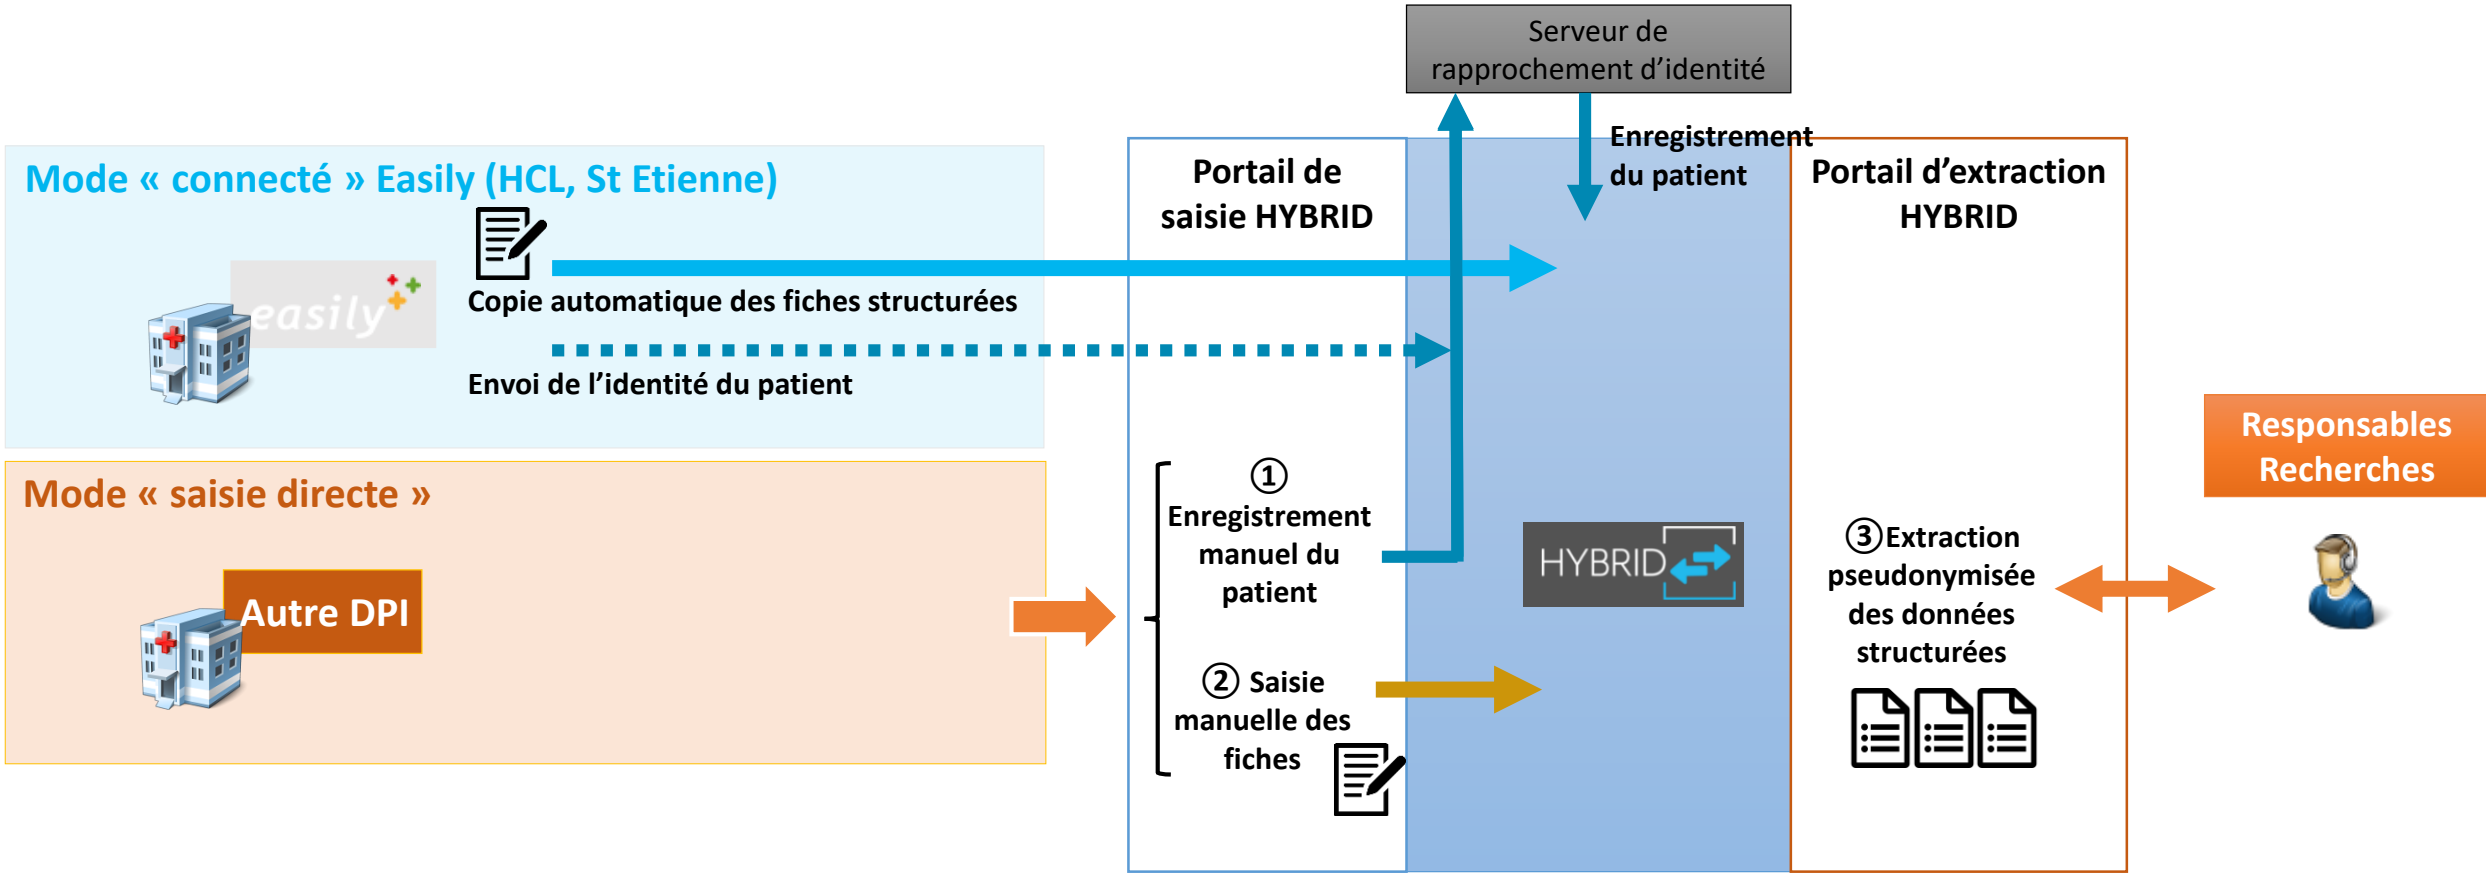 Serveur de
rapprochement d'identité
Enregistrement
du patient
Mode « connecté » Easily (HCL, St Etienne)
easily
Copie automatique des fiches structurées
Envoi de l'identité du patient
Mode « saisie directe »
Autre DPI
Portail de
saisie HYBRID
①
Enregistrement
manuel du
patient
② Saisie
manuelle des
fiches
HYBRID
Portail d'extraction
HYBRID
③Extraction
pseudonymisée
des données
structurées
Responsables
Recherches